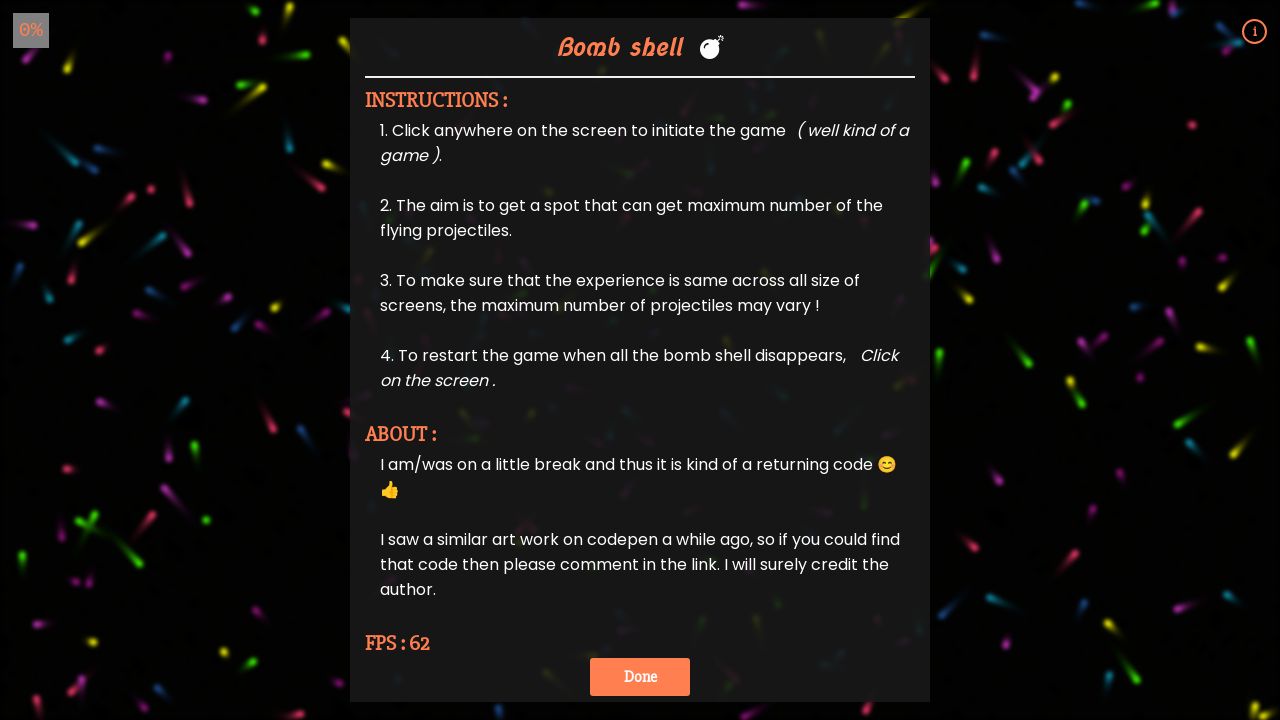 0%
i
Bomb shell 💣
INSTRUCTIONS :
1. Click anywhere on the screen to initiate the game ( well kind of a
game ).
2. The aim is to get a spot that can get maximum number of the
flying projectiles.
3. To make sure that the experience is same across all size of
screens, the maximum number of projectiles may vary !
4. To restart the game when all the bomb shell disappears, Click
on the screen .
ABOUT :
I am/was on a little break and thus it is kind of a returning code 😊
👍
I saw a similar art work on codepen a while ago, so if you could find
that code then please comment in the link. I will surely credit the
author.
FPS : 62
Done